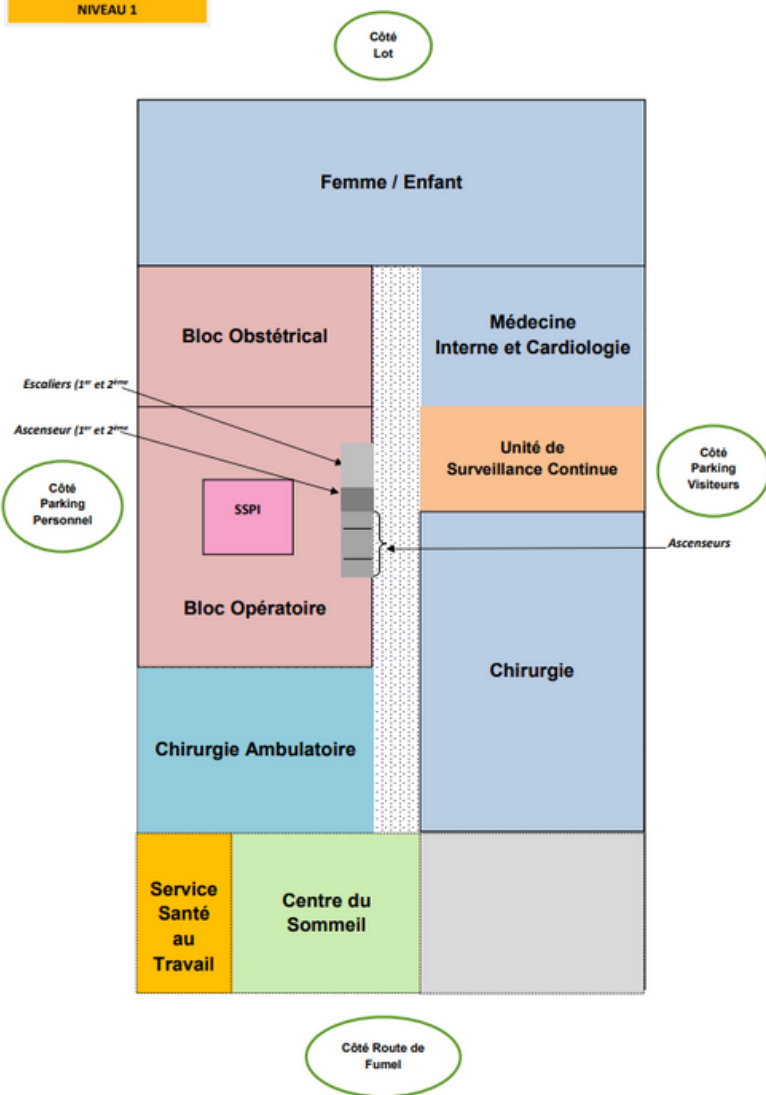 NIVEAU 1
Côté
Lot
Femme / Enfant
Bloc Obstétrical
Médecine
Interne et Cardiologie
Escaliers (1er et 2ème
Ascenseur (1er et 2ème
Unité de
Surveillance Continue
Côté
Parking
Visiteurs
Côté
Parking
Personnel
SSPI
Ascenseurs
Bloc Opératoire
Chirurgie
Chirurgie Ambulatoire
Service
Santé
au
Travail
Centre du
Sommeil
Côté Route de
Fumel